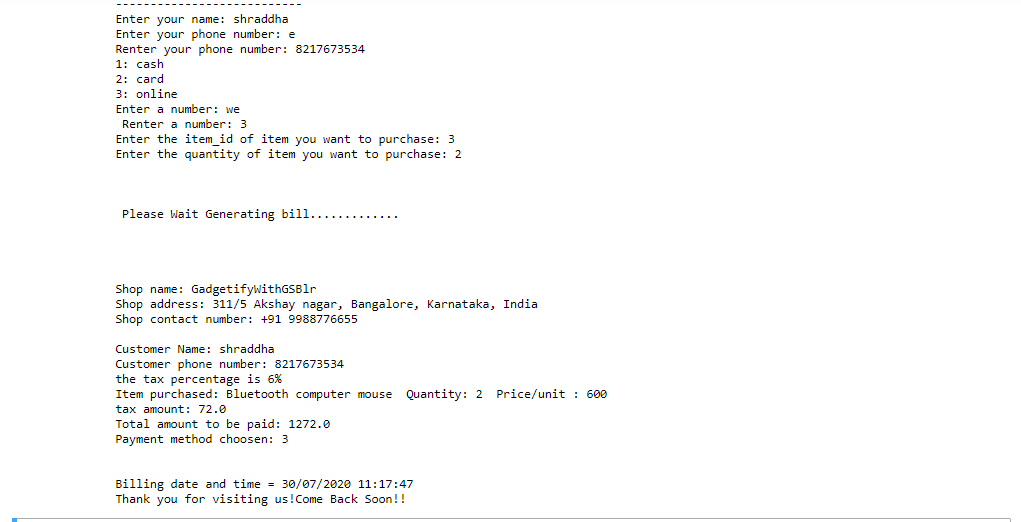 ---------------------------
Enter your name: shraddha
Enter your phone number: e
Renter your phone number: 8217673534
1: cash
2: card
3: online
Enter a number: we
Renter a number: 3
Enter the item_id of item you want to purchase: 3
Enter the quantity of item you want to purchase: 2
Please Wait Generating bill.............
Shop name: GadgetifyWithGSBlr
Shop address: 311/5 Akshay nagar, Bangalore, Karnataka, India
Shop contact number: +91 9988776655
Customer Name: shraddha
Customer phone number: 8217673534
the tax percentage is 6%
Item purchased: Bluetooth computer mouse  Quantity: 2  Price/unit : 600
tax amount: 72.0
Total amount to be paid: 1272.0
Payment method choosen: 3
Billing date and time = 30/07/2020 11:17:47
Thank you for visiting us!Come Back Soon!!